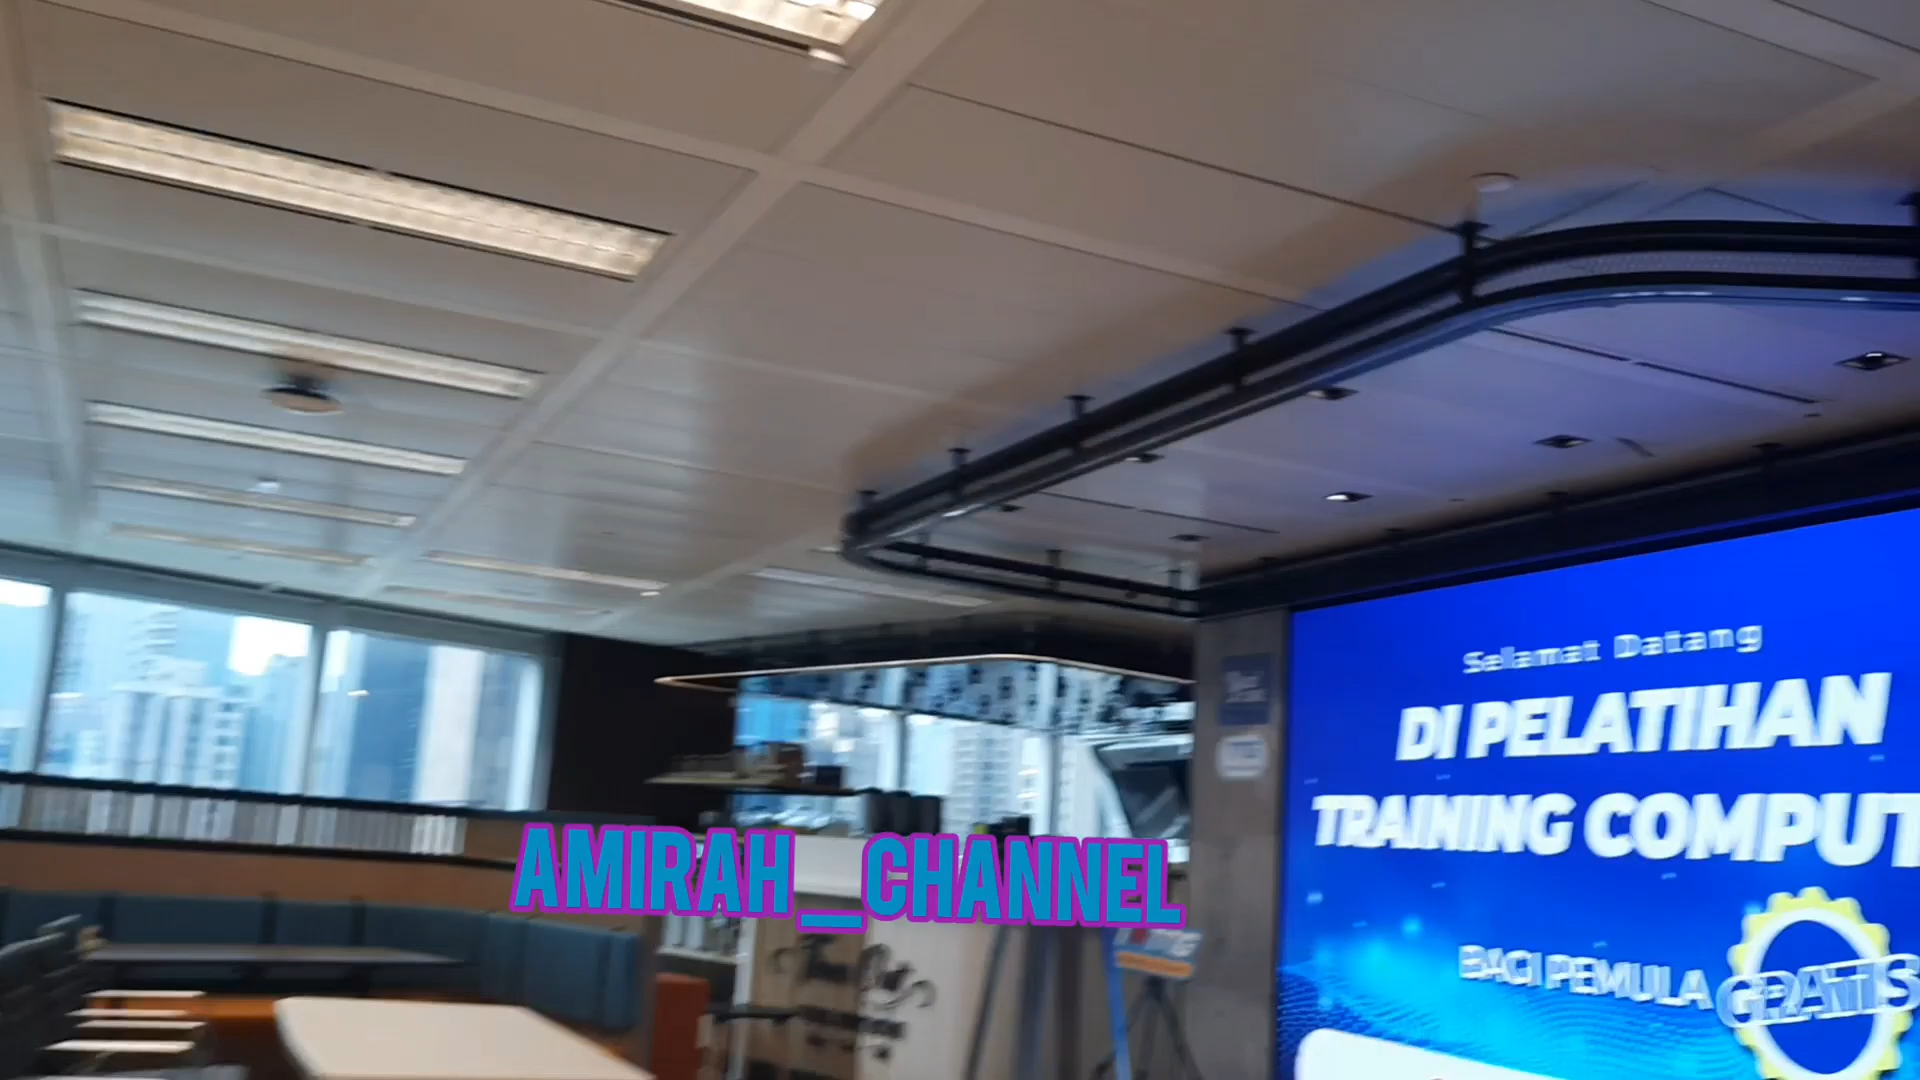 Selamat Datang
DI PELATIHAN
TRAINING COMPUT
BAGI PEMULA GRATIS
AMIRAH_CHANNEL